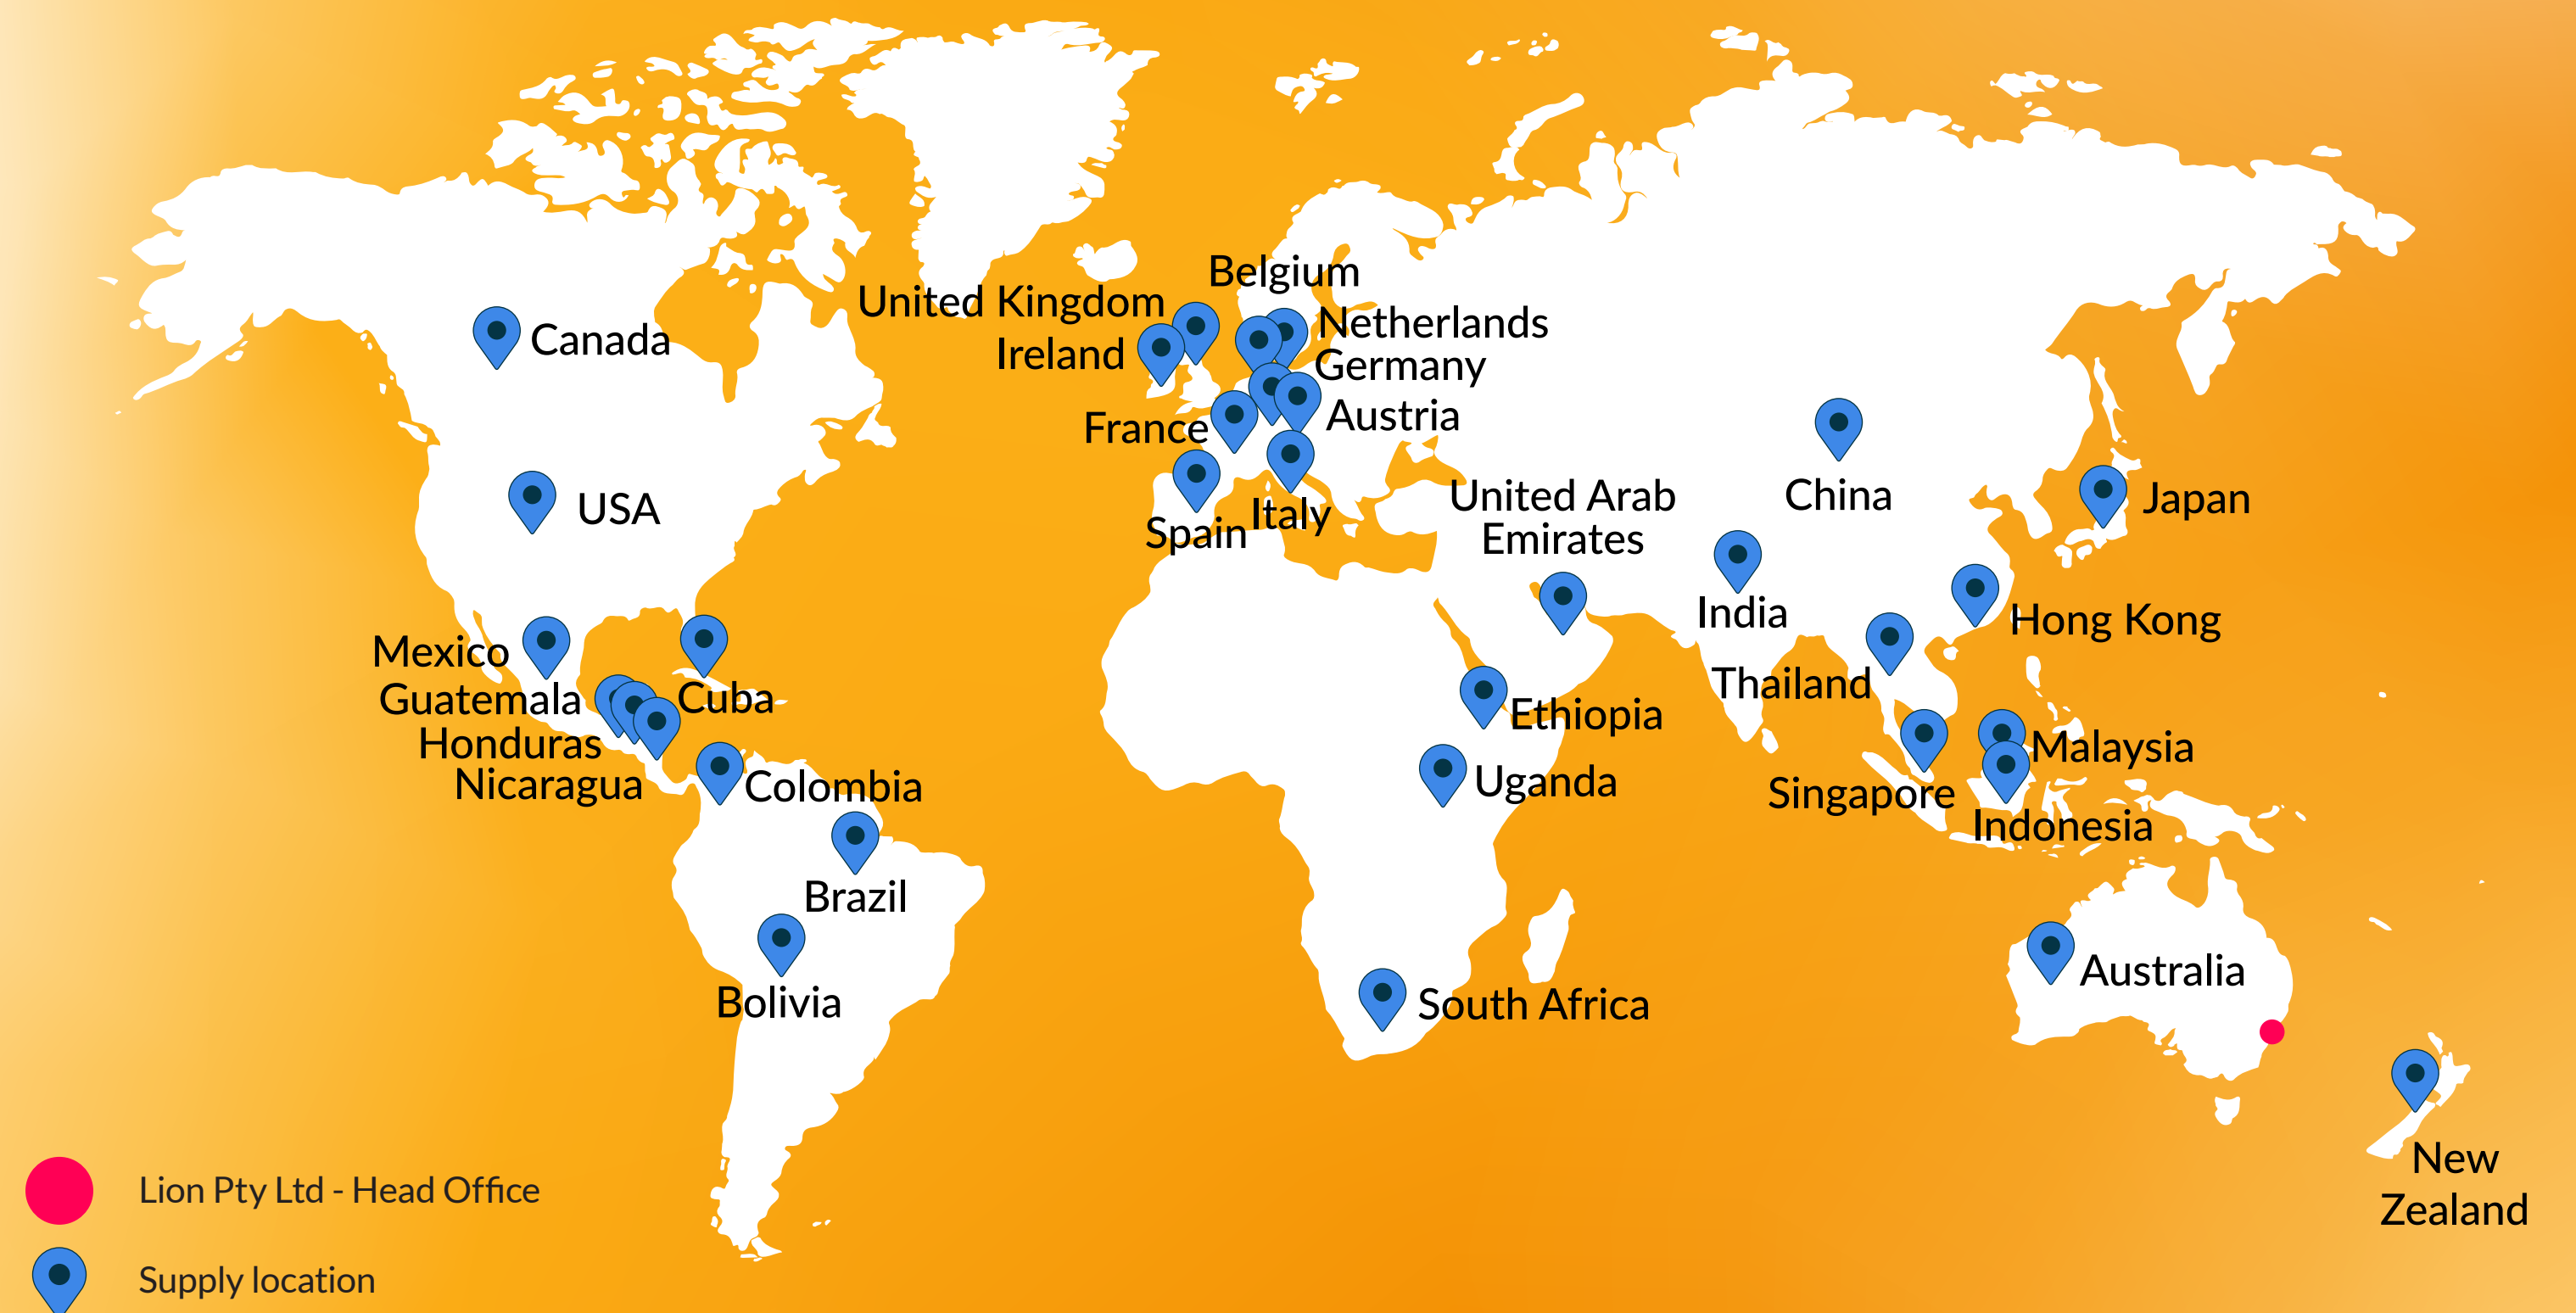 Belgium
United Kingdom
Netherlands
Canada
Ireland
Germany
Austria
France
United Arab
Emirates
China
Japan
USA
Italy
Spain
India
Hong Kong
Mexico
Thailand
Guatemala
Cuba
Ethiopia
Honduras
Malaysia
Nicaragua
Colombia
Uganda
Singapore
Indonesia
Brazil
Australia
Bolivia
South Africa
New
Zealand
Lion Pty Ltd - Head Office
Supply location